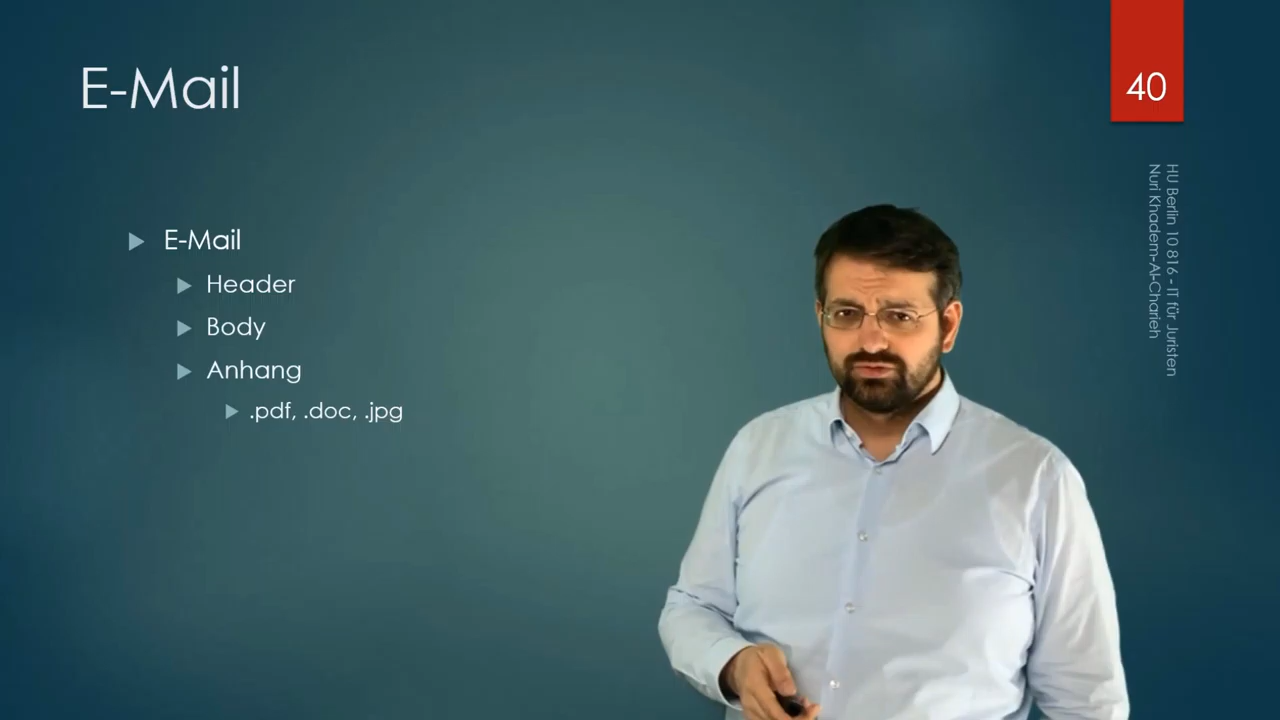 E-Mail
40
E-Mail
Header
Body
Anhang
.pdf, .doc, .jpg
HU Berlin 10 816 - IT für Juristen
Nuri Khadem-Al-Charieh